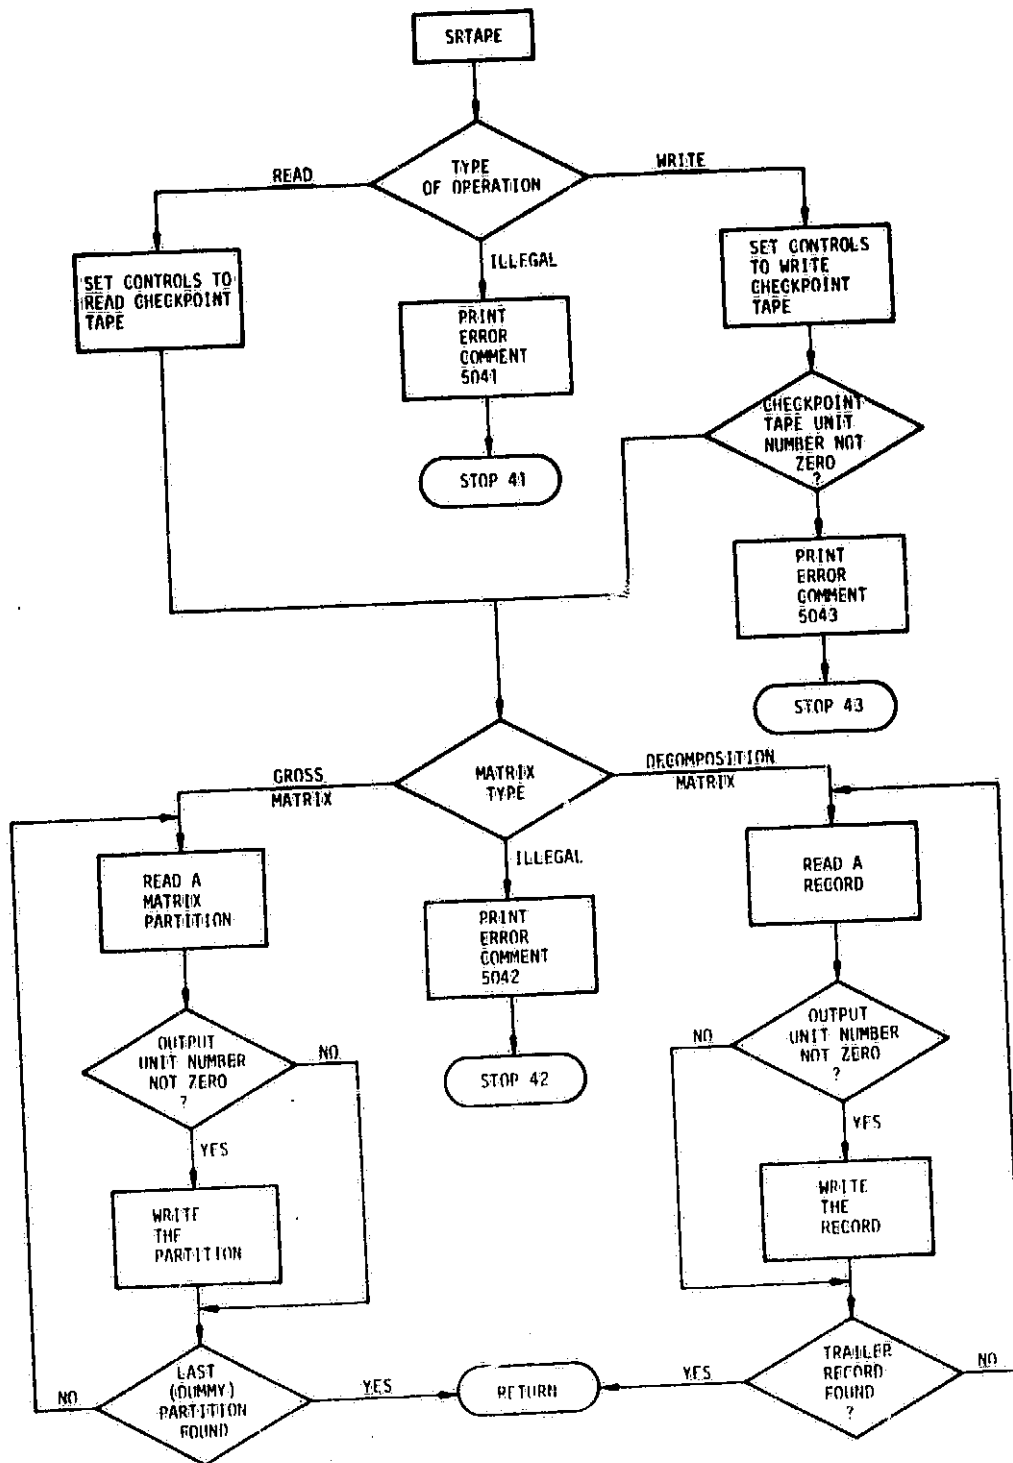 SRTAPE
TYPE
OF OPERATION
READ
WRITE
ILLEGAL
SET CONTROLS TO
READ CHECKPOINT
TAPE
PRINT
ERROR
COMMENT
5041
STOP 41
SET CONTROLS
TO WRITE
CHECKPOINT
TAPE
CHECKPOINT
TAPE UNIT
NUMBER NOT
ZERO
?
PRINT
ERROR
COMMENT
5043
STOP 43
MATRIX
TYPE
GROSS
MATRIX
DECOMPOSITION
MATRIX
ILLEGAL
READ A
MATRIX
PARTITION
PRINT
ERROR
COMMENT
5042
STOP 42
READ A
RECORD
OUTPUT
UNIT NUMBER
NOT ZERO
?
NO
YES
WRITE
THE
PARTITION
OUTPUT
UNIT NUMBER
NOT ZERO
?
NO
YES
WRITE
THE
RECORD
LAST
(DUMMY)
PARTITION
FOUND
NO
YES
RETURN
YES
TRAILER
RECORD
FOUND
?
NO